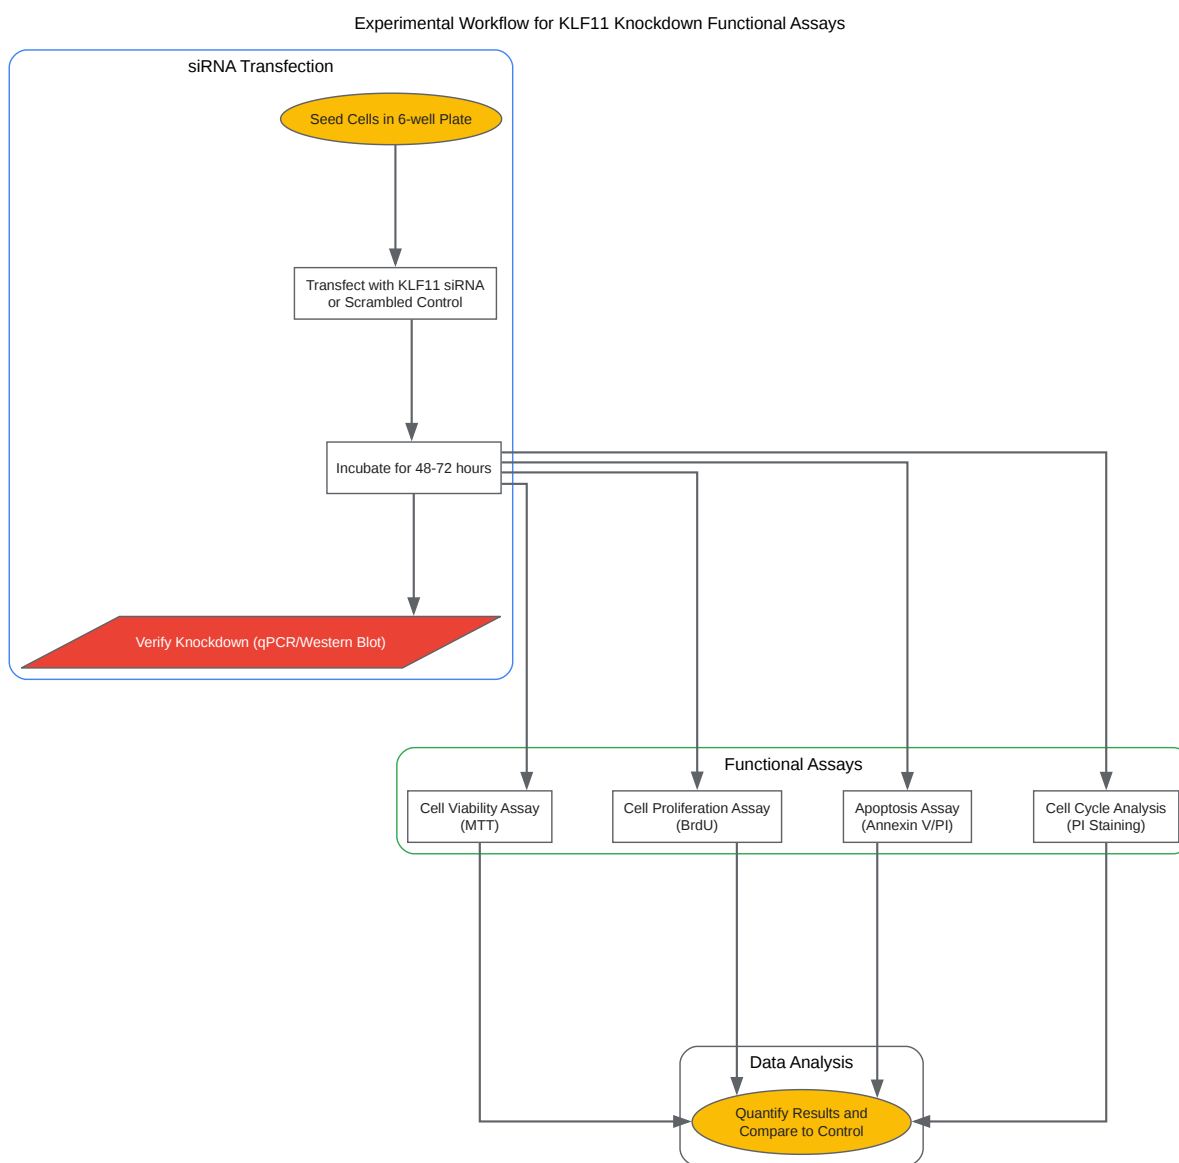 Experimental Workflow for KLF11 Knockdown Functional Assays
siRNA Transfection
Seed Cells in 6-well Plate
Transfect with KLF11 siRNA
or Scrambled Control
Incubate for 48-72 hours
Verify Knockdown (qPCR/Western Blot)
Functional Assays
Cell Viability Assay
(MTT)
Cell Proliferation Assay
(BrdU)
Apoptosis Assay
(Annexin V/PI)
Cell Cycle Analysis
(PI Staining)
Data Analysis
Quantify Results and
Compare to Control